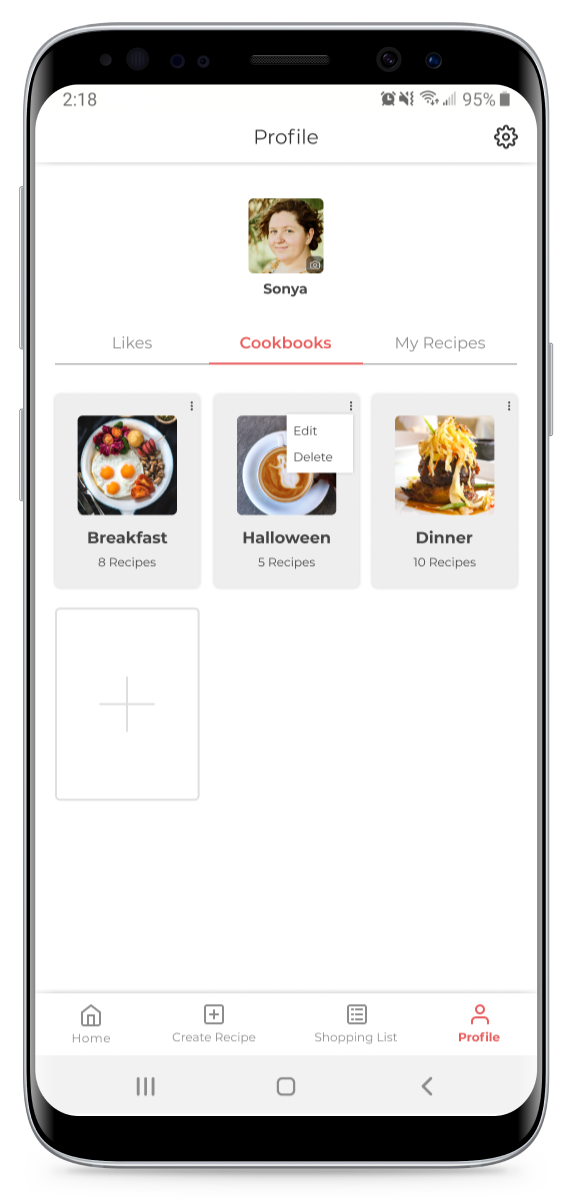 2:18 95%
Profile
Sonya
Likes Cookbooks My Recipes
Edit
Delete
Breakfast Halloween Dinner
8 Recipes 5 Recipes 10 Recipes
Home Create Recipe Shopping List Profile